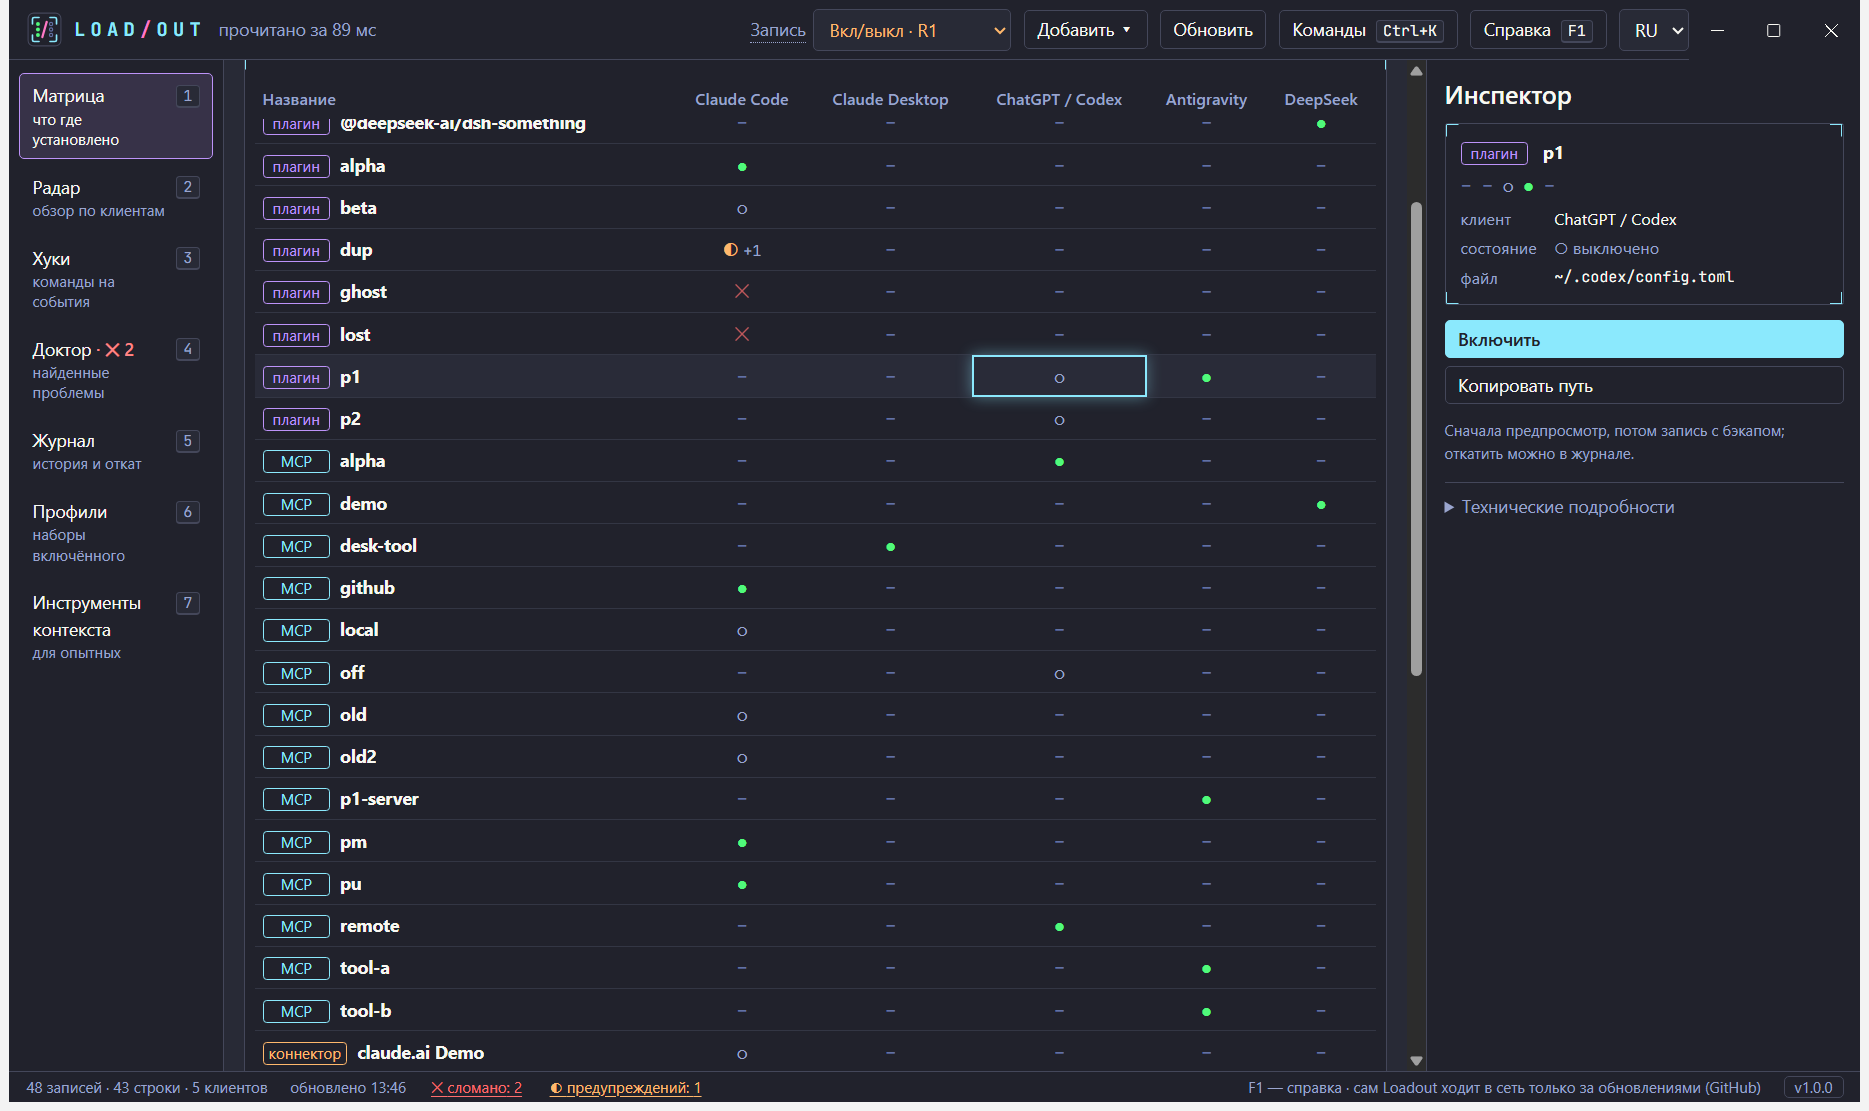 LOAD/OUT прочитано за 89 мс Запись Вкл/выкл · R1 Добавить Обновить Команды Ctrl+K Справка F1 RU
Матрица 1
что где
установлено
Радар 2
обзор по клиентам
Хуки 3
команды на
события
Доктор · 2 4
найденные
проблемы
Журнал 5
история и откат
Профили 6
наборы
включённого
Инструменты 7
контекста
для опытных
Название Claude Code Claude Desktop ChatGPT / Codex Antigravity DeepSeek
плагин @deepseek-ai/dsh-something
плагин alpha
плагин beta
плагин dup +1
плагин ghost
плагин lost
плагин p1
плагин p2
MCP alpha
MCP demo
MCP desk-tool
MCP github
MCP local
MCP off
MCP old
MCP old2
MCP p1-server
MCP pm
MCP pu
MCP remote
MCP tool-a
MCP tool-b
коннектор claude.ai Demo
Инспектор
плагин p1
клиент ChatGPT / Codex
состояние выключено
файл ~/.codex/config.toml
Включить
Копировать путь
Сначала предпросмотр, потом запись с бэкапом;
откатить можно в журнале.
Технические подробности
48 записей · 43 строки · 5 клиентов обновлено 13:46 сломано: 2 предупреждений: 1 F1 — справка · сам Loadout ходит в сеть только за обновлениями (GitHub) v1.0.0